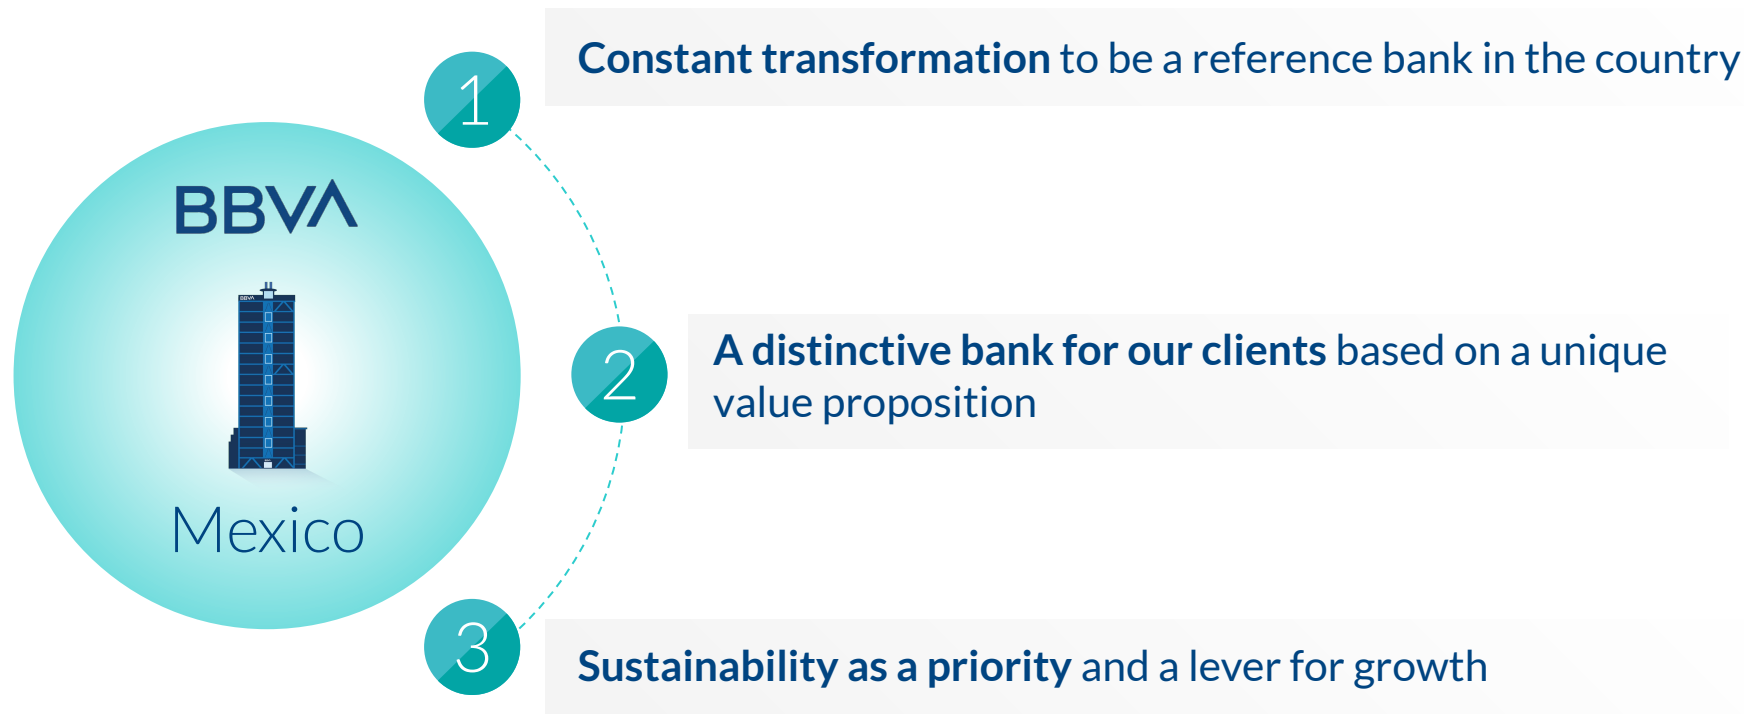 1
Constant transformation to be a reference bank in the country
BBVA
BBVA
Mexico
2
A distinctive bank for our clients based on a unique
value proposition
3
Sustainability as a priority and a lever for growth